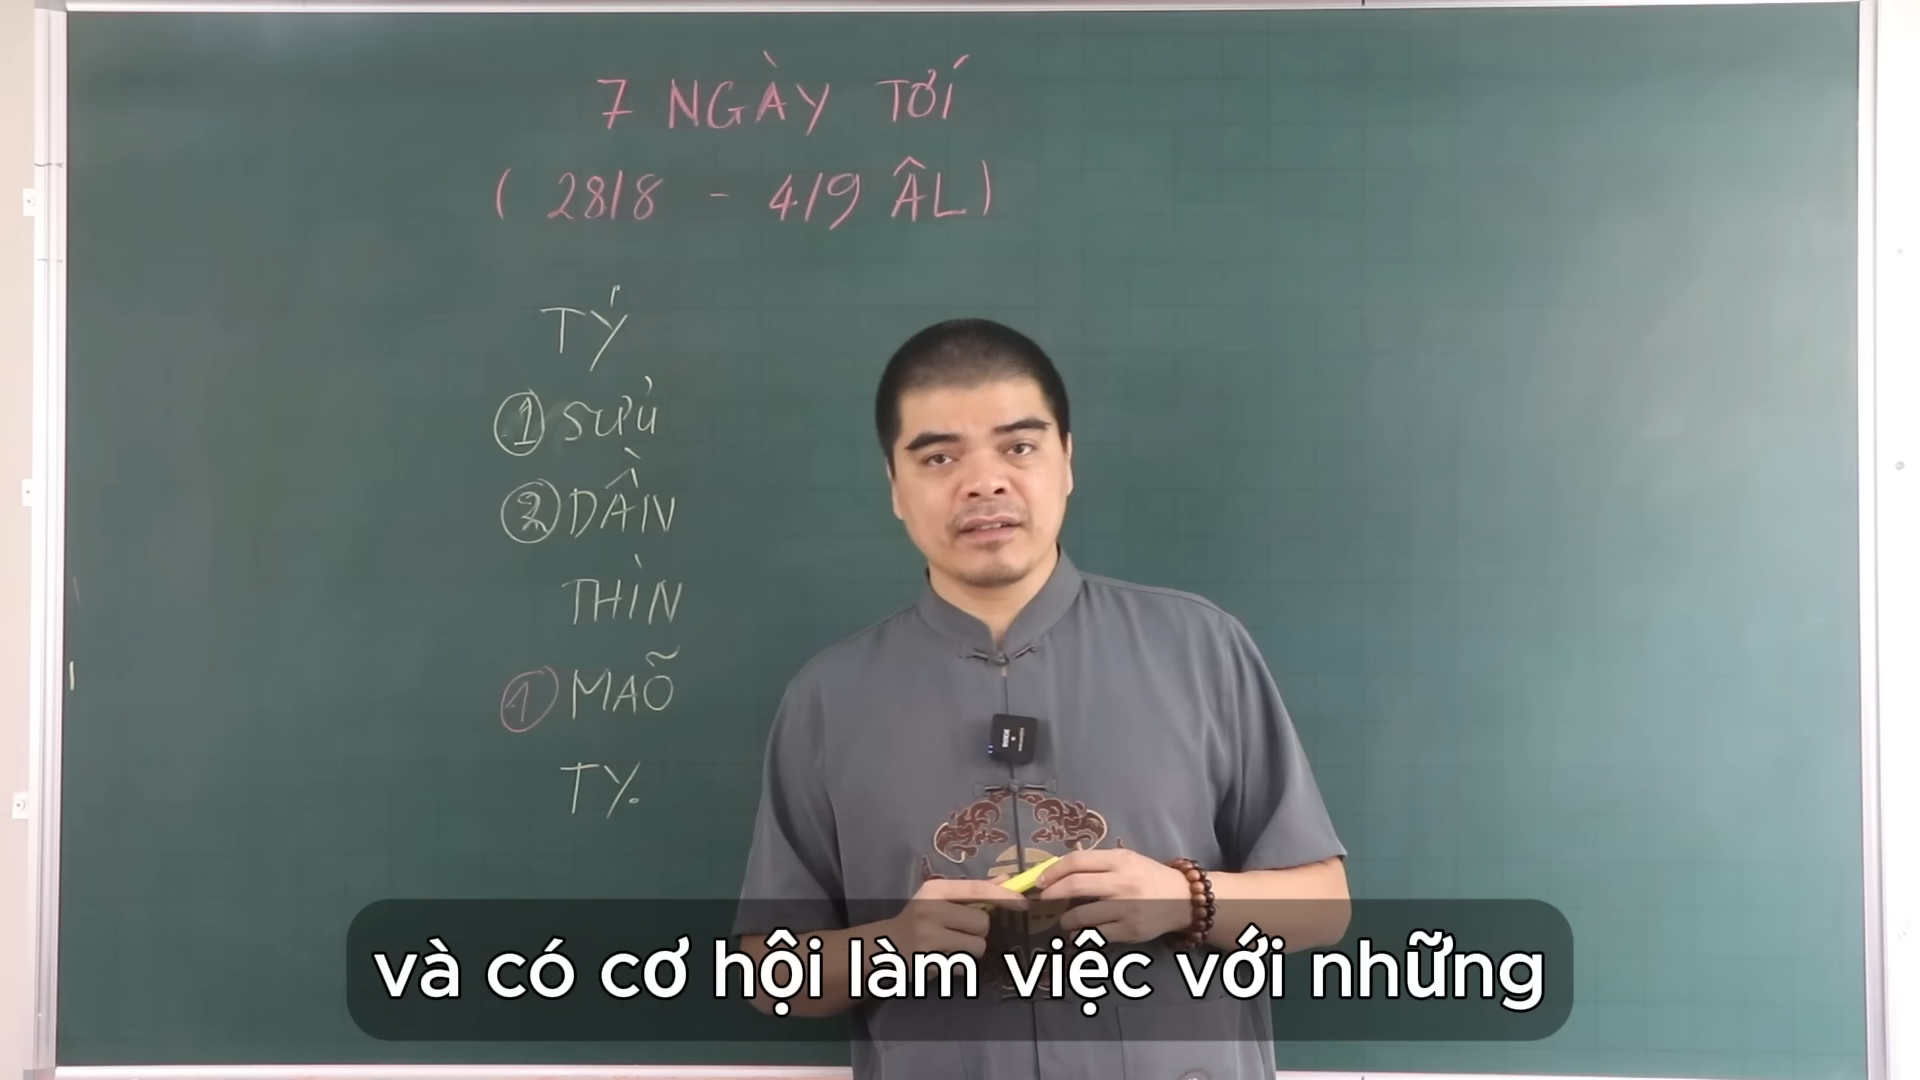 7 NGÀY TỚI
( 28/8 - 4/9 ÂL )
TÝ
① SỬU
② DẦN
THÌN
① MAÕ
TỴ
và có cơ hội làm việc với những